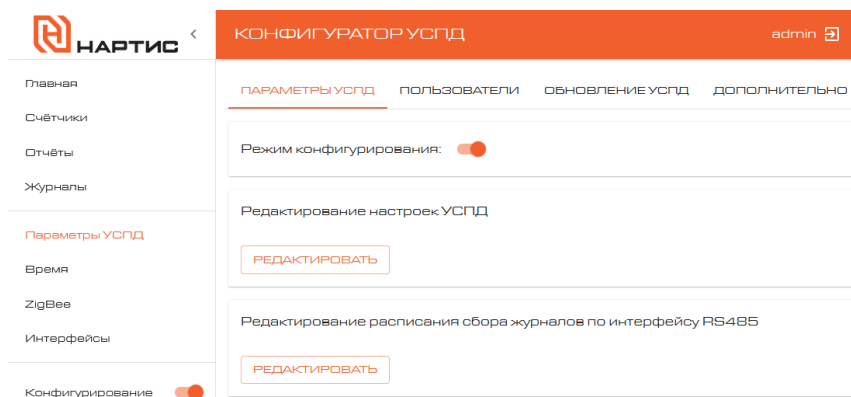 НАРТИС
КОНФИГУРАТОР УСПД
admin
Главная
Счётчики
Отчёты
Журналы
Параметры УСПД
Время
ZigBee
Интерфейсы
Конфигурирование
ПАРАМЕТРЫ УСПД ПОЛЬЗОВАТЕЛИ ОБНОВЛЕНИЕ УСПД ДОПОЛНИТЕЛЬНО
Режим конфигурирования:
Редактирование настроек УСПД
РЕДАКТИРОВАТЬ
Редактирование расписания сбора журналов по интерфейсу RS485
РЕДАКТИРОВАТЬ